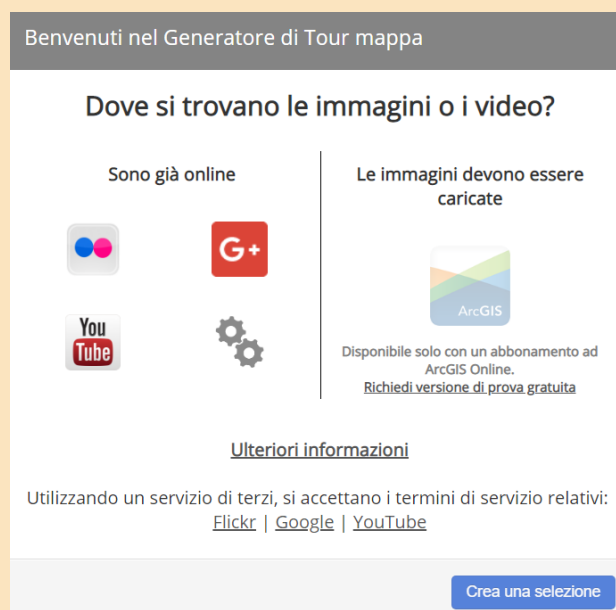 Benvenuti nel Generatore di Tour mappa
Dove si trovano le immagini o i video?
Sono già online
G+
You
Tube
Le immagini devono essere
caricate
ArcGIS
Disponibile solo con un abbonamento ad
ArcGIS Online.
Richiedi versione di prova gratuita
Ulteriori informazioni
Utilizzando un servizio di terzi, si accettano i termini di servizio relativi:
Flickr | Google | YouTube
Crea una selezione